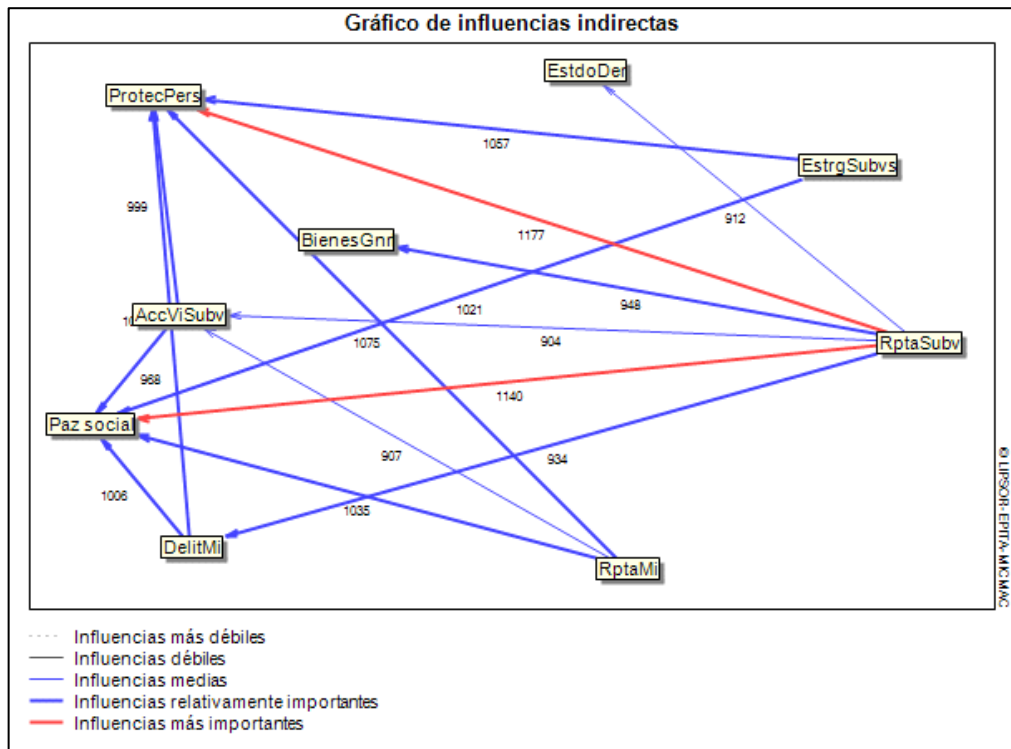 Gráfico de influencias indirectas
EstdoDer
ProtecPers
1057
EstrgSubvs
999
912
1177
BienesGnr
948
AccViSubv
1021
904
1075
RptaSubv
968
1140
Paz social
907
934
1006
1035
DelitMi
RptaMi
© LIPSOR-EPITA-MICMAC
Influencias más débiles
Influencias débiles
Influencias medias
Influencias relativamente importantes
Influencias más importantes